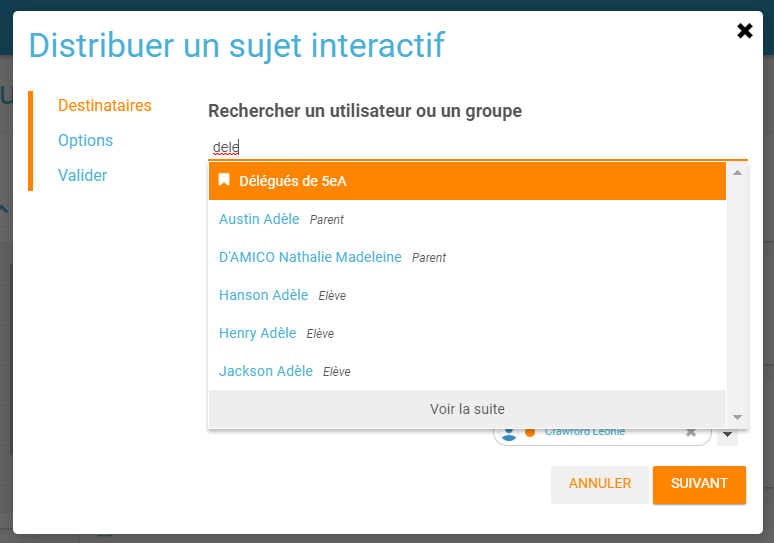 Distribuer un sujet interactif
Destinataires
Options
Valider
Rechercher un utilisateur ou un groupe
dele
Délégués de 5eA
Austin Adèle Parent
D'AMICO Nathalie Madeleine Parent
Hanson Adèle Elève
Henry Adèle Elève
Jackson Adèle Elève
Voir la suite
Crawford Léonie
ANNULER SUIVANT